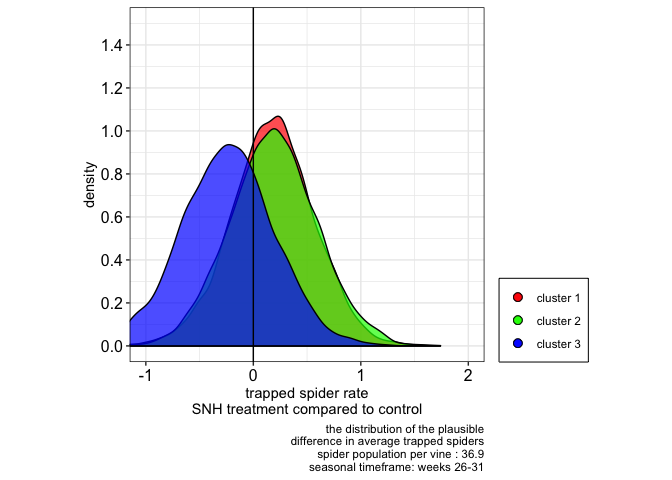 1.4
1.2
1.0
0.8
0.6
0.4
0.2
0.0
density
-1 0 1 2
trapped spider rate
SNH treatment compared to control
cluster 1
cluster 2
cluster 3
the distribution of the plausible
difference in average trapped spiders
spider population per vine : 36.9
seasonal timeframe: weeks 26-31